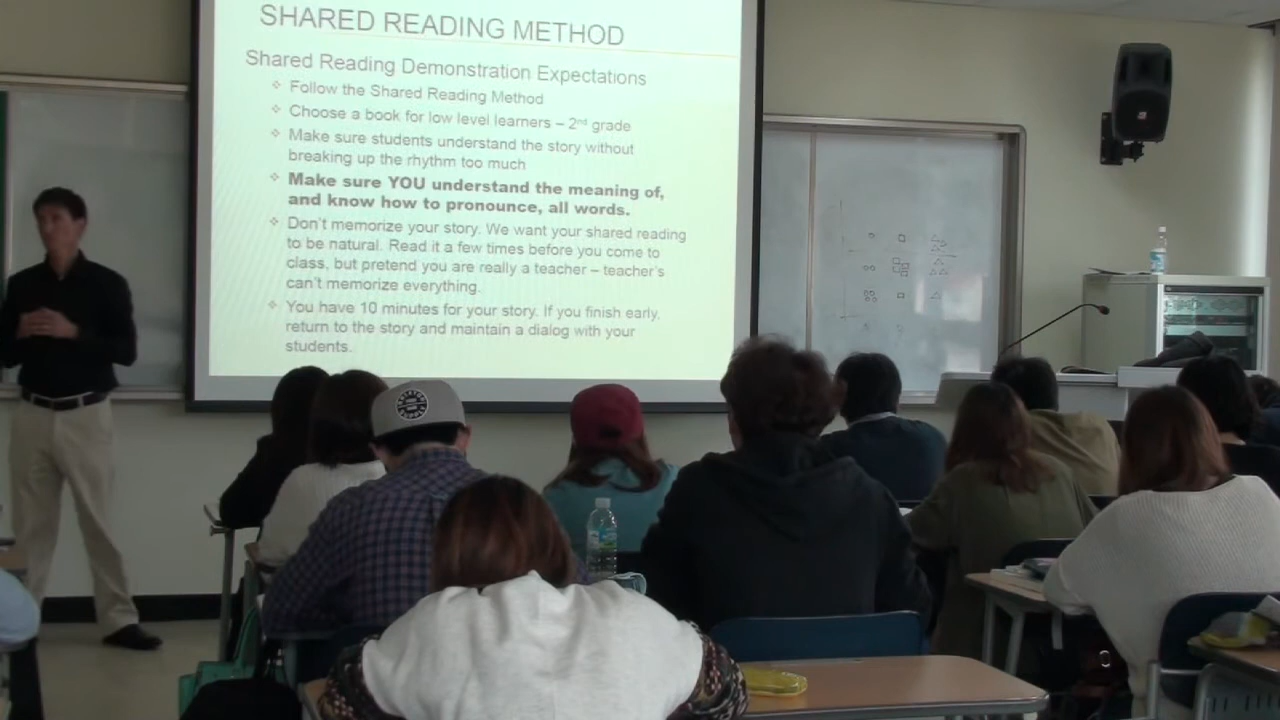 SHARED READING METHOD
Shared Reading Demonstration Expectations
Follow the Shared Reading Method
Choose a book for low level learners – 2nd grade
Make sure students understand the story without
breaking up the rhythm too much
Make sure YOU understand the meaning of,
and know how to pronounce, all words.
Don't memorize your story. We want your shared reading
to be natural. Read it a few times before you come to
class, but pretend you are really a teacher – teacher's
can't memorize everything.
You have 10 minutes for your story. If you finish early,
return to the story and maintain a dialog with your
students.